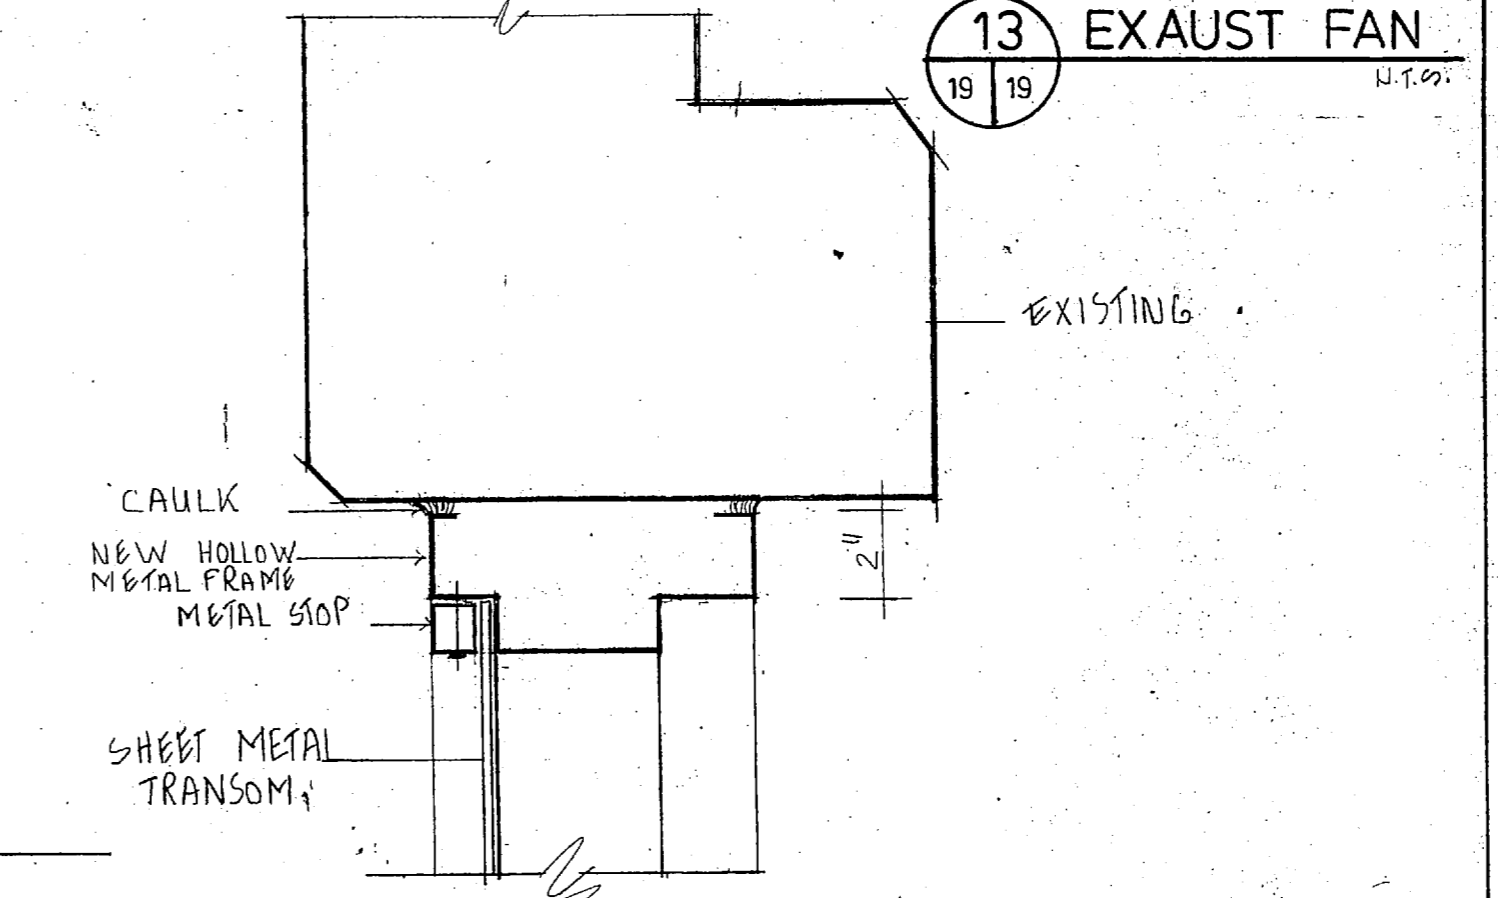 13 EXAUST FAN
19 19
N.T.S.
EXISTING
CAULK
NEW HOLLOW
METAL FRAME
METAL STOP
2"
SHEET METAL
TRANSOM